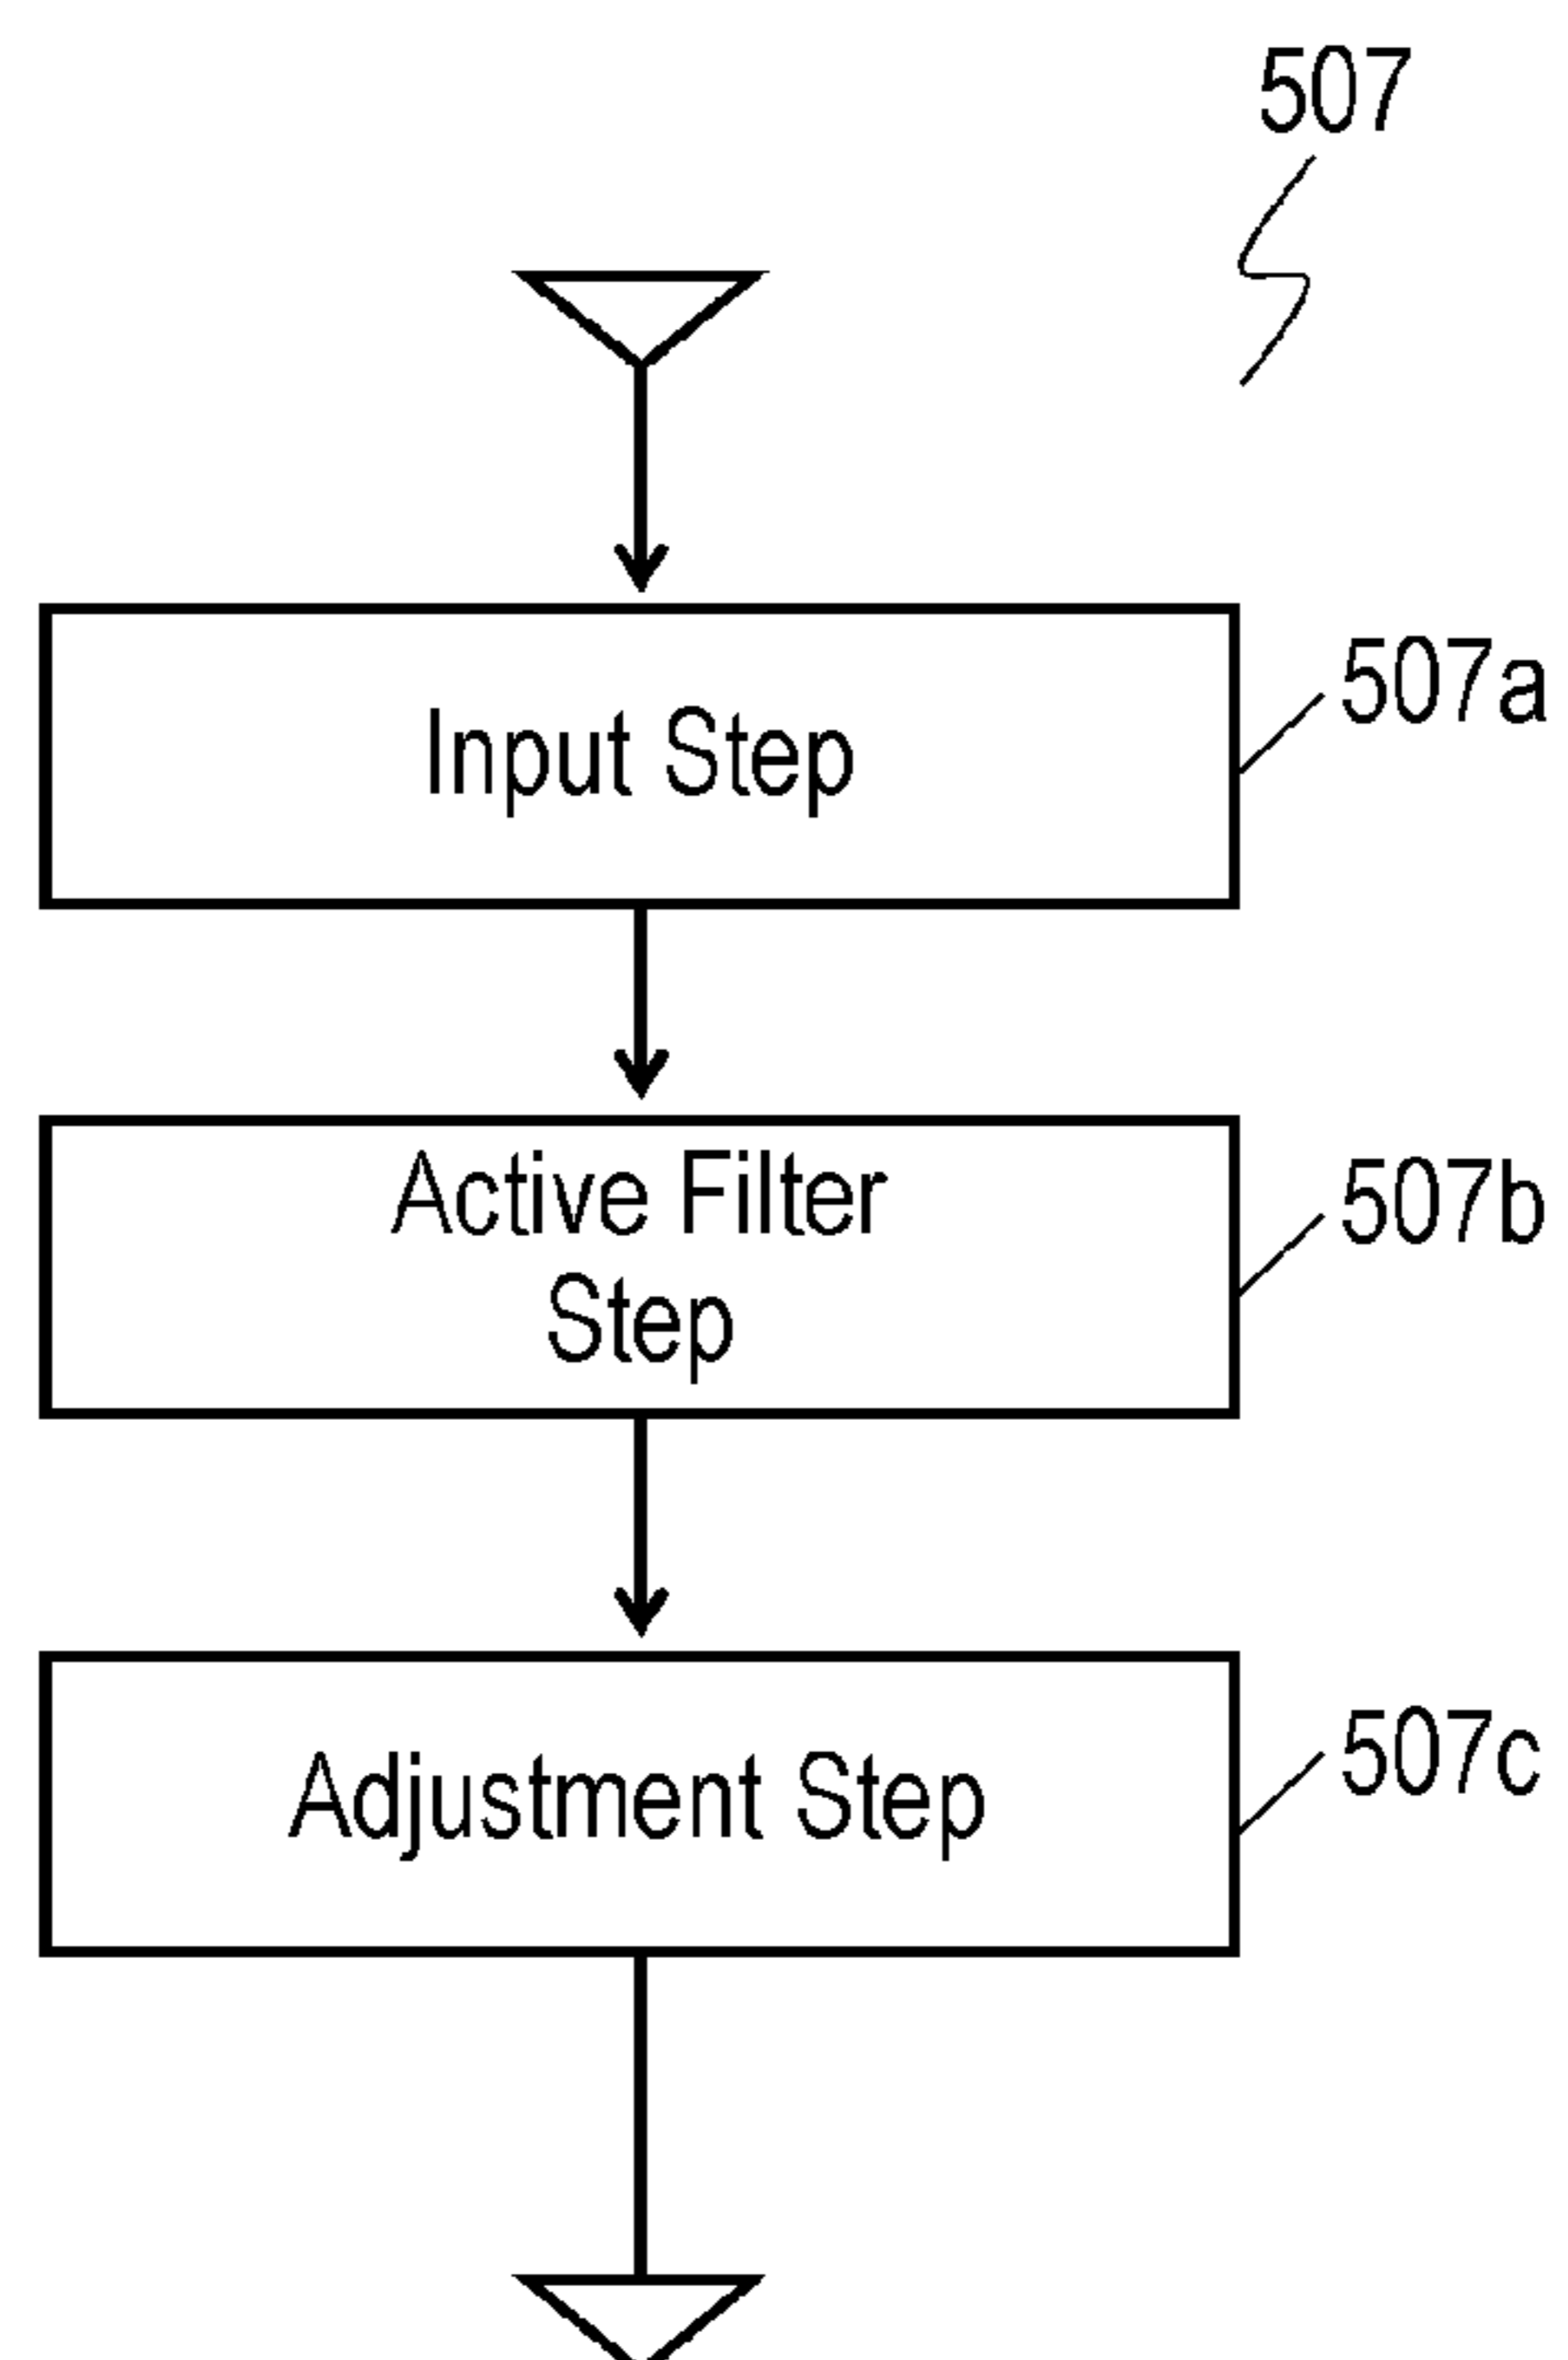 507
Input Step
507a
Active Filter
Step
507b
Adjustment Step
507c